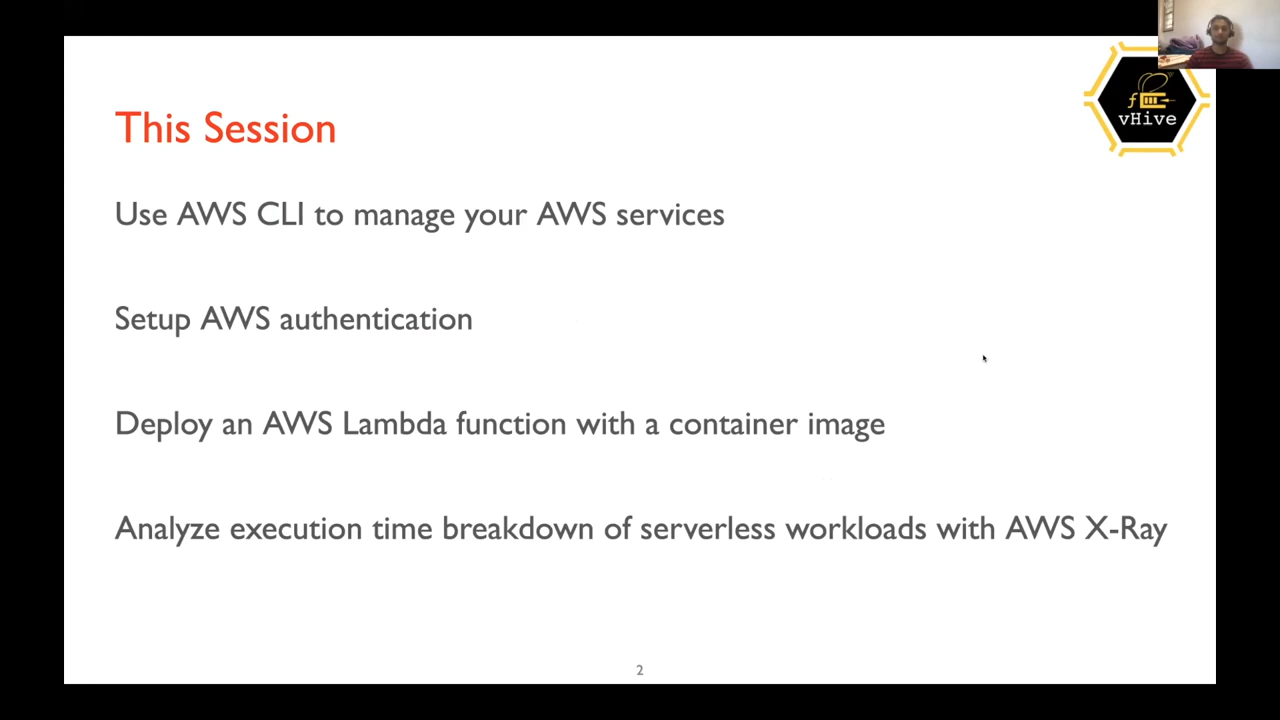 This Session
vHive
Use AWS CLI to manage your AWS services
Setup AWS authentication
Deploy an AWS Lambda function with a container image
Analyze execution time breakdown of serverless workloads with AWS X-Ray
2